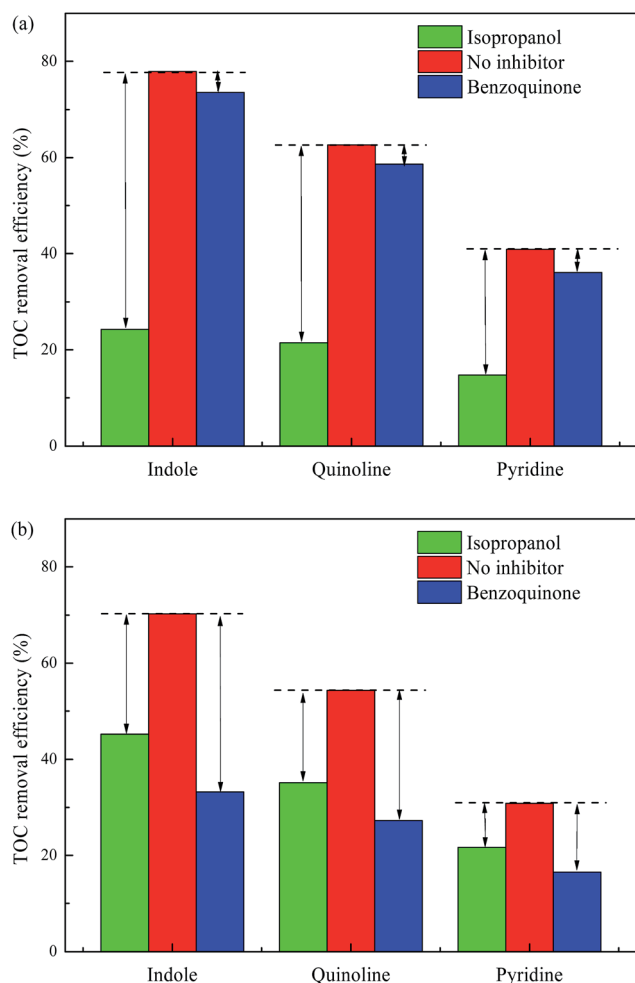 (a)
Isopropanol
No inhibitor
Benzoquinone
TOC removal efficiency (%)
80
60
40
20
0
Indole Quinoline Pyridine
(b)
Isopropanol
No inhibitor
Benzoquinone
TOC removal efficiency (%)
80
60
40
20
0
Indole Quinoline Pyridine